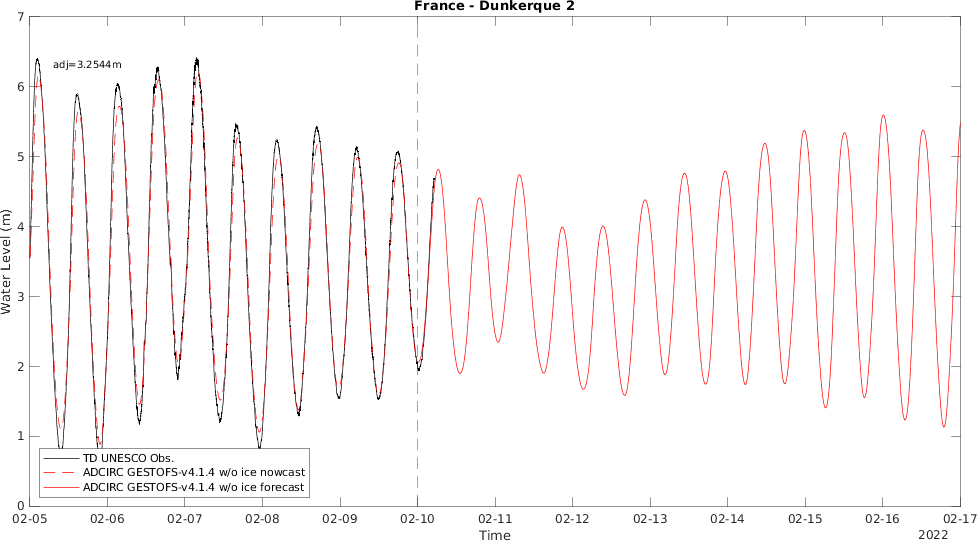 France - Dunkerque 2
7
6
5
4
3
2
1
0
Water Level (m)
adj=3.2544m
TD UNESCO Obs.
ADCIRC GESTOFS-v4.1.4 w/o ice nowcast
ADCIRC GESTOFS-v4.1.4 w/o ice forecast
02-05 02-06 02-07 02-08 02-09 02-10 02-11 02-12 02-13 02-14 02-15 02-16 02-17
Time
2022